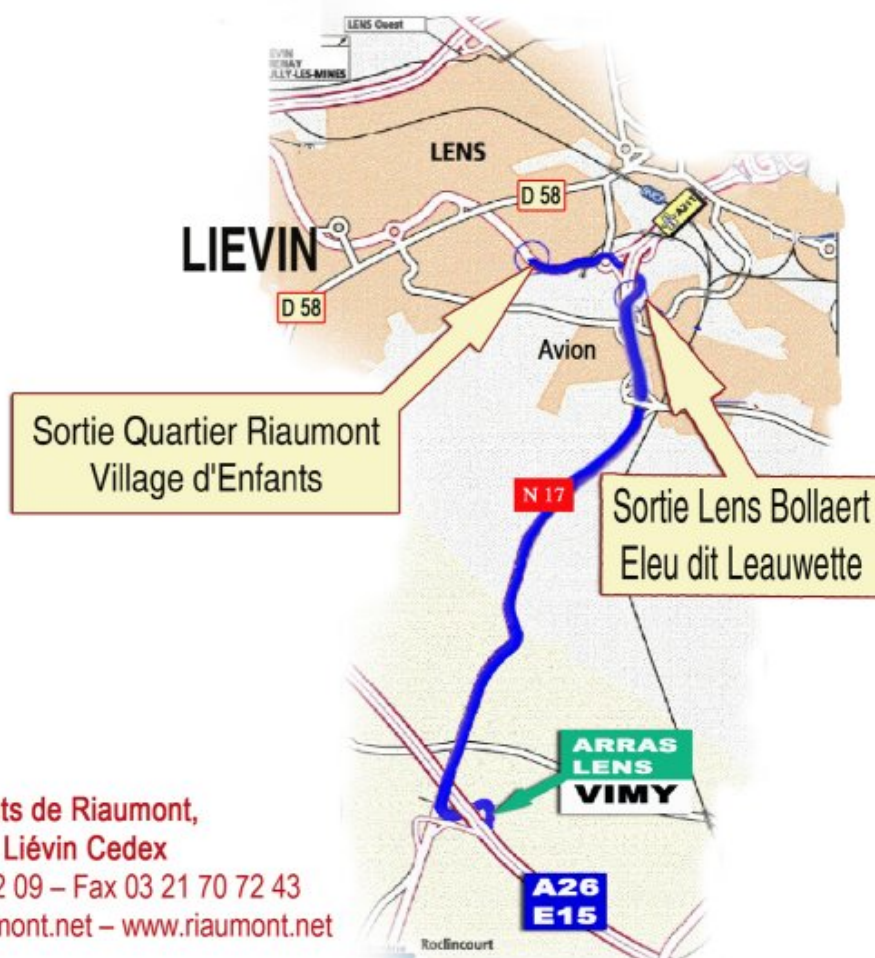 LENS Ouest
LENS
D 58
LIEVIN
D 58
Avion
Sortie Quartier Riaumont
Village d'Enfants
N 17
Sortie Lens Bollaert
Eleu dit Leauwette
ARRAS
LENS
VIMY
ts de Riaumont,
Liévin Cedex
2 09 – Fax 03 21 70 72 43
mont.net – www.riaumont.net
A26
E15
Roclincourt